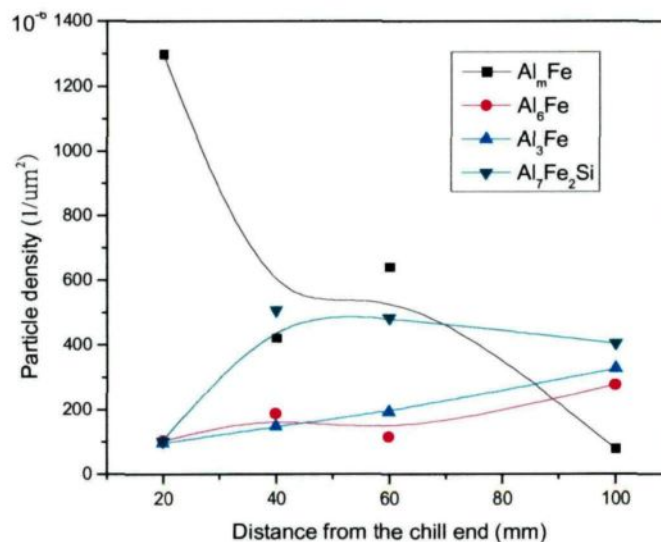 10⁻⁶ 1400
1200
1000
800
600
400
200
0
20 40 60 80 100
Particle density (1/um²)
Distance from the chill end (mm)
AlₘFe
Al₆Fe
Al₃Fe
Al₇Fe₂Si